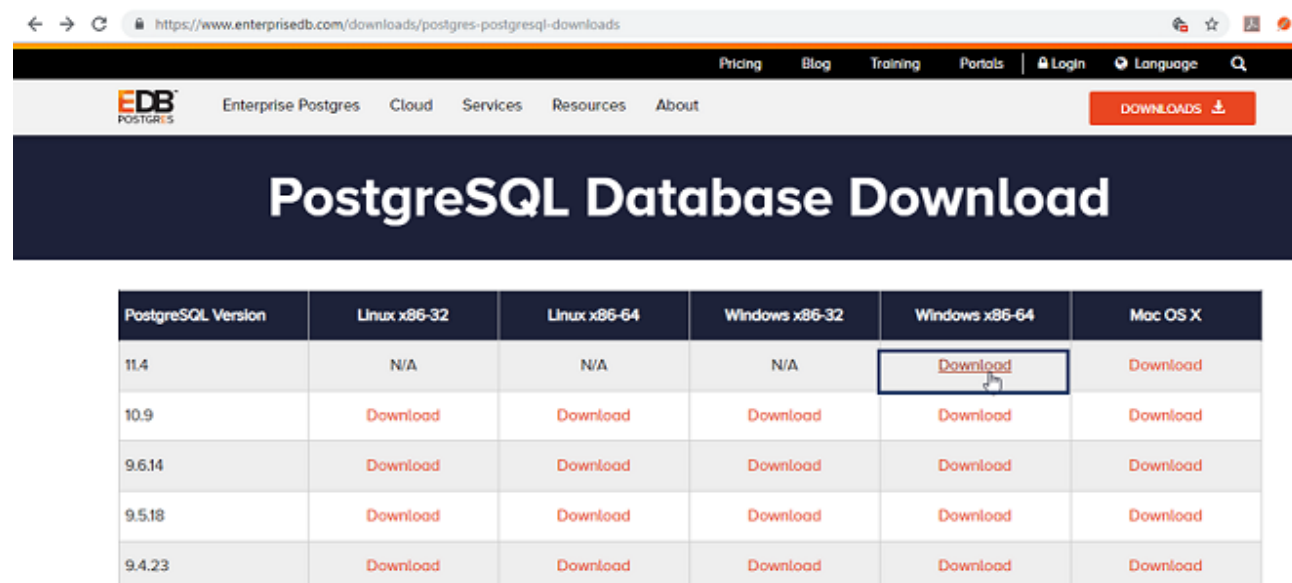 https://www.enterprisedb.com/downloads/postgres-postgresql-downloads
Pricing Blog Training Portals Login Language
EDB POSTGRES Enterprise Postgres Cloud Services Resources About DOWNLOADS
PostgreSQL Database Download
PostgreSQL Version Linux x86-32 Linux x86-64 Windows x86-32 Windows x86-64 Mac OS X
11.4 N/A N/A N/A Download Download
10.9 Download Download Download Download Download
9.6.14 Download Download Download Download Download
9.5.18 Download Download Download Download Download
9.4.23 Download Download Download Download Download